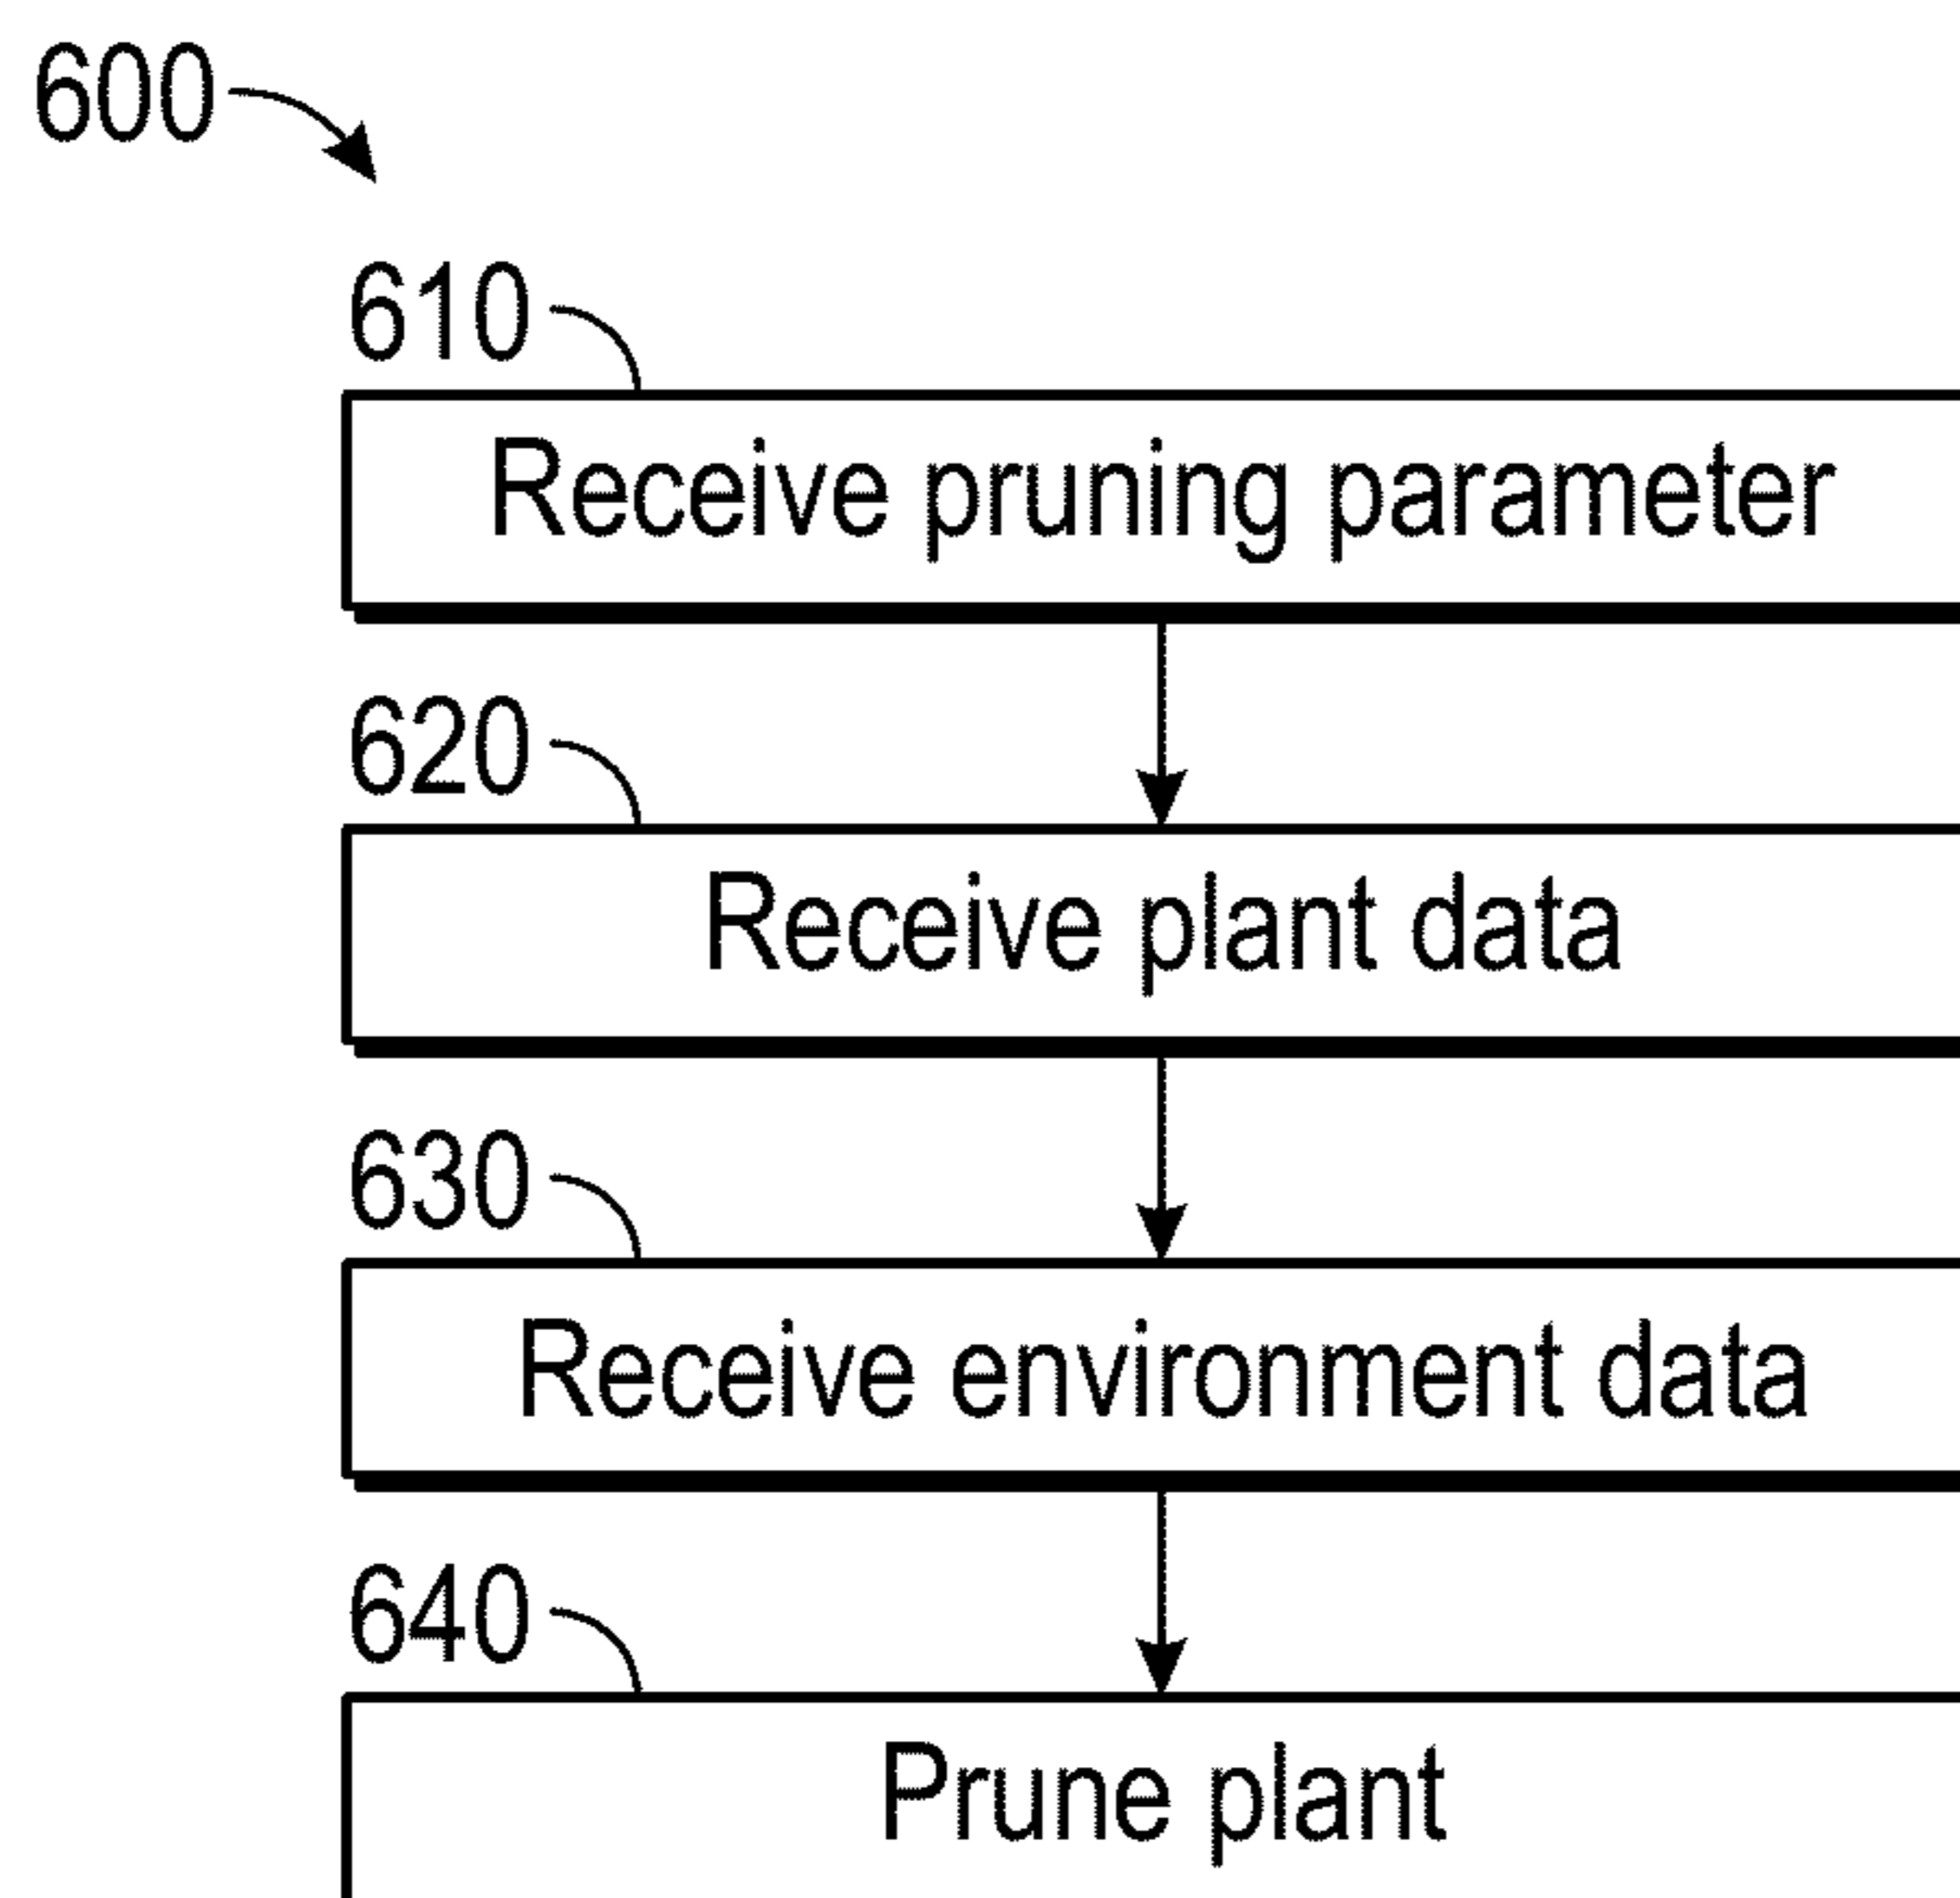 600
610
Receive pruning parameter
620
Receive plant data
630
Receive environment data
640
Prune plant